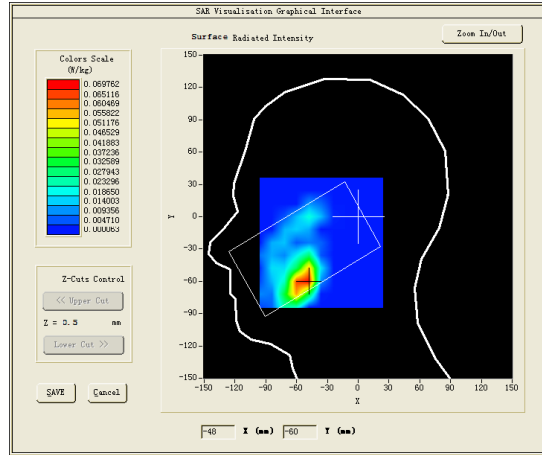 SAR Visualisation Graphical Interface
Surface Radiated Intensity
Zoom In/Out
Colors Scale
(W/kg)
0.069762
0.065116
0.060469
0.055822
0.051176
0.046529
0.041883
0.037236
0.032589
0.027943
0.023296
0.018650
0.014003
0.009356
0.004710
0.000063
Z-Cuts Control
<< Upper Cut
Z = 0.5 mm
Lower Cut >>
SAVE Cancel
150
120
90
60
30
Y 0
-30
-60
-90
-120
-150
-150 -120 -90 -60 -30 0 30 60 90 120 150
X
-48 X (mm) -60 Y (mm)